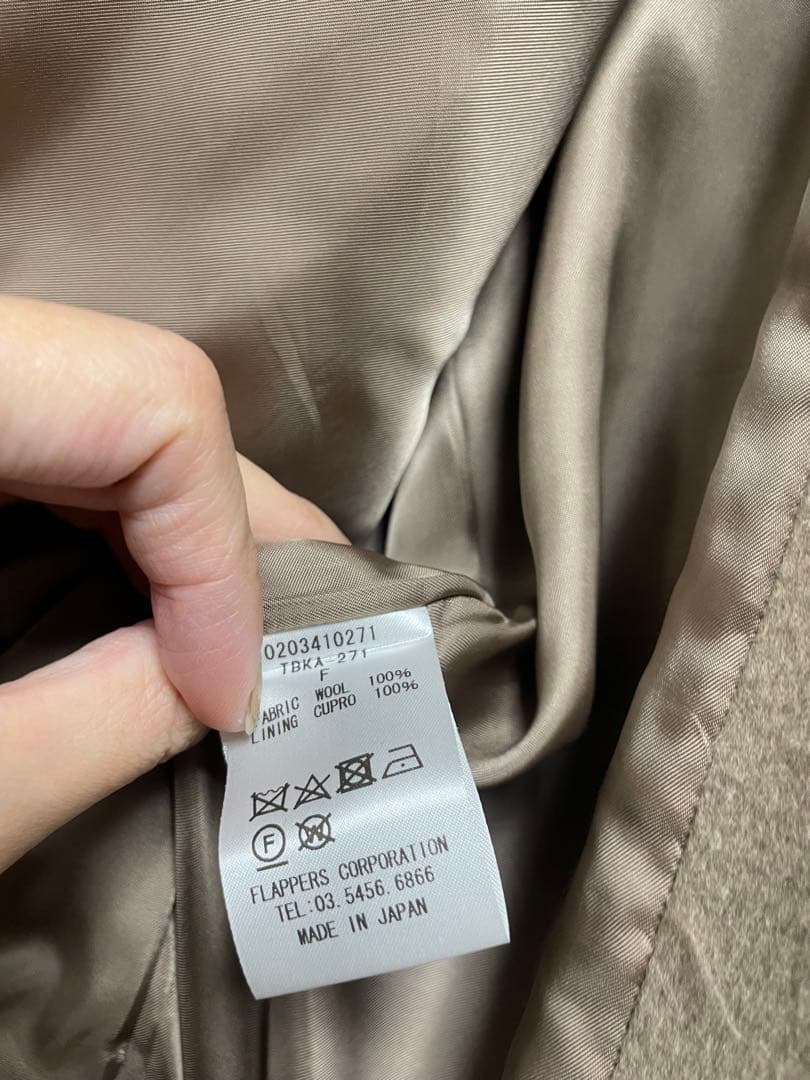 0203410271
TBKA-271
F
FABRIC WOOL 100%
LINING CUPRO 100%
F W
FLAPPERS CORPORATION
TEL:03.5456.6866
MADE IN JAPAN